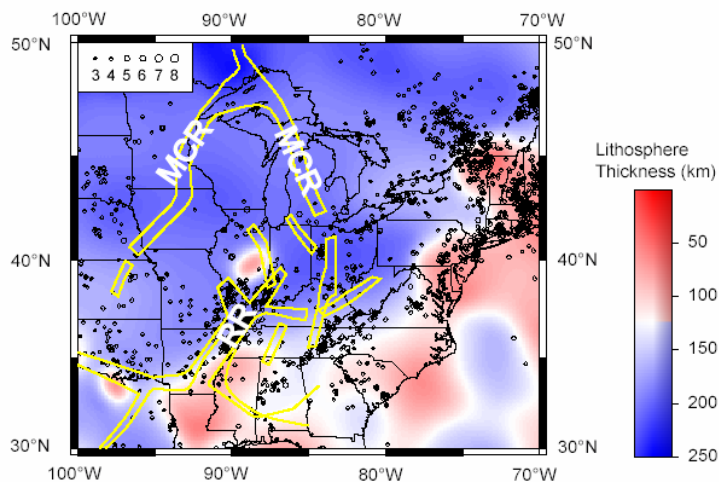 100°W 90°W 80°W 70°W
50°N 50°N
3 4 5 6 7 8
MCR MCR
Lithosphere
Thickness (km)
50
40°N 40°N
100
RR
150
200
30°N 30°N
250
100°W 90°W 80°W 70°W